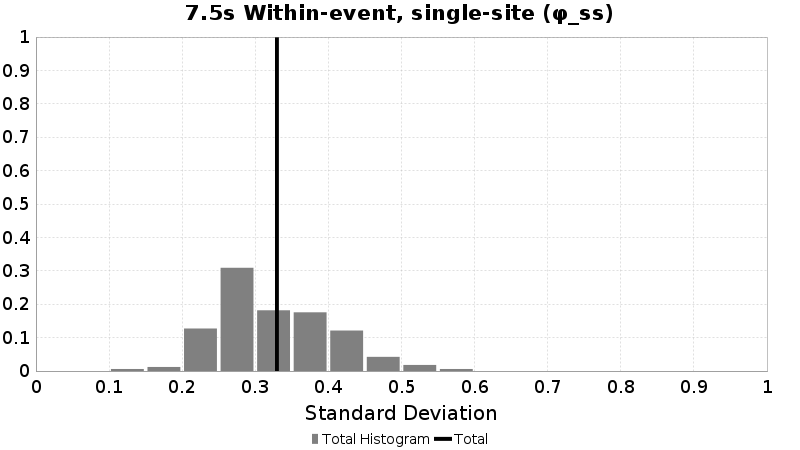 7.5s Within-event, single-site (φ_ss)
1
0.9
0.8
0.7
0.6
0.5
0.4
0.3
0.2
0.1
0
0 0.1 0.2 0.3 0.4 0.5 0.6 0.7 0.8 0.9 1
Standard Deviation
Total Histogram Total